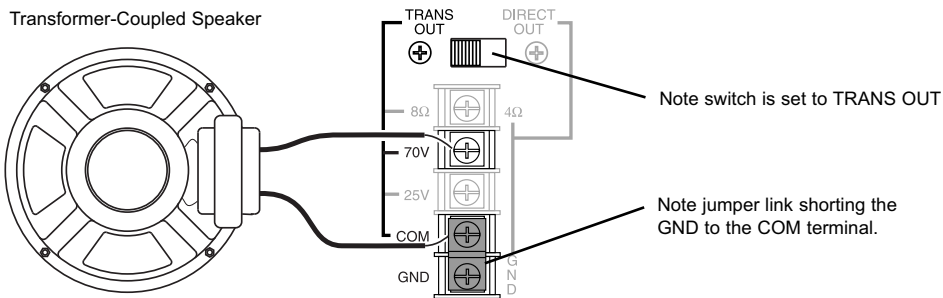 Transformer-Coupled Speaker
TRANS
OUT
DIRECT
OUT
Note switch is set to TRANS OUT
8Ω
4Ω
70V
25V
COM
GND
GND
Note jumper link shorting the
GND to the COM terminal.